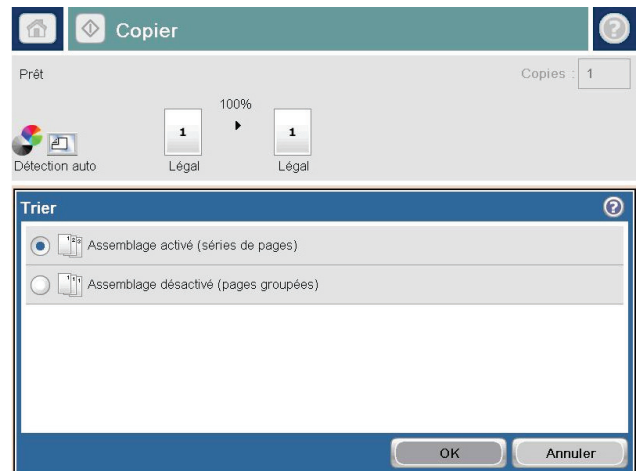 Copier
Prêt
Copies : 1
100%
1
1
Détection auto
Légal
Légal
Trier
Assemblage activé (séries de pages)
Assemblage désactivé (pages groupées)
OK
Annuler